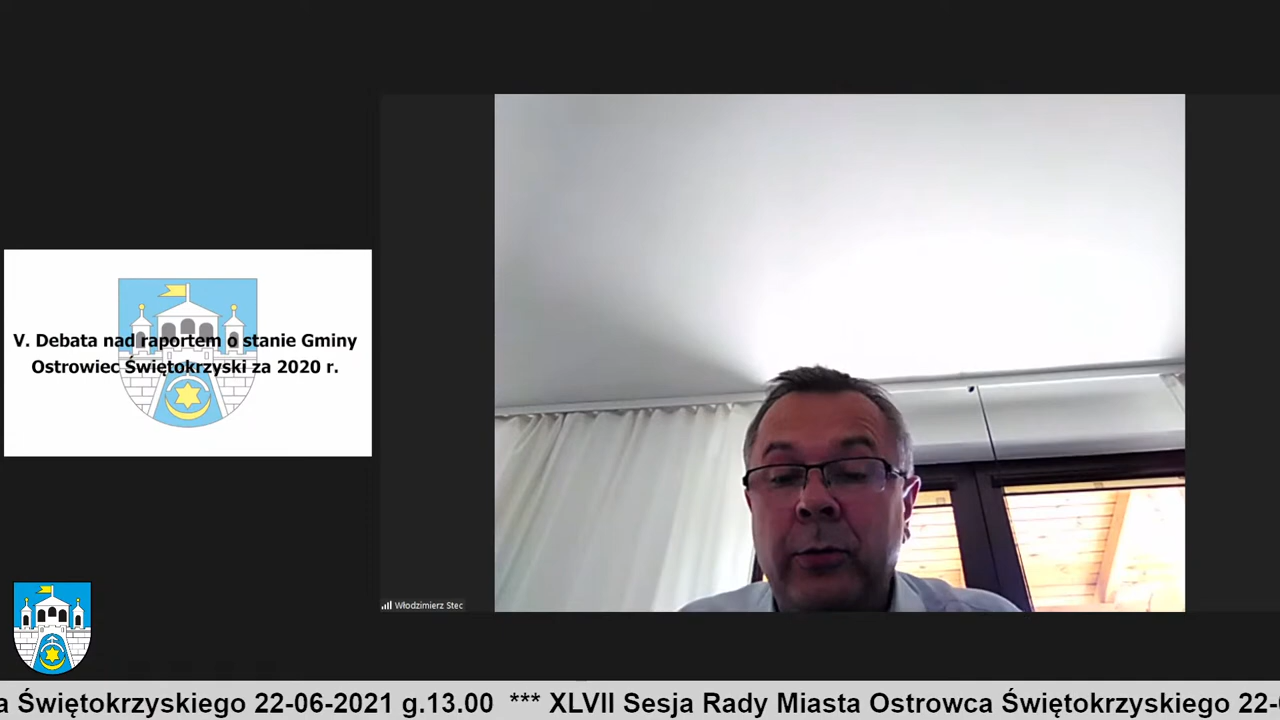 V. Debata nad raportem o stanie Gminy
Ostrowiec Świętokrzyski za 2020 r.
Włodzimierz Stec
a Świętokrzyskiego 22-06-2021 g.13.00 *** XLVII Sesja Rady Miasta Ostrowca Świętokrzyskiego 22-